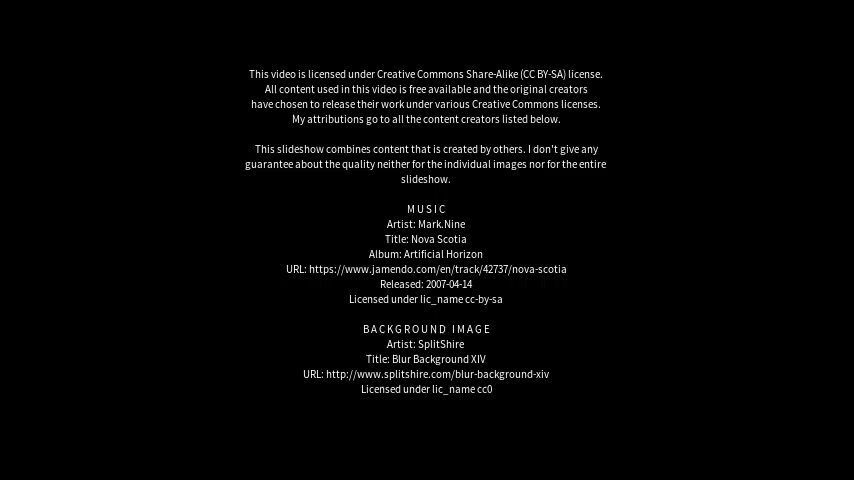 This video is licensed under Creative Commons Share-Alike (CC BY-SA) license.
All content used in this video is free available and the original creators
have chosen to release their work under various Creative Commons licenses.
My attributions go to all the content creators listed below.
This slideshow combines content that is created by others. I don't give any
guarantee about the quality neither for the individual images nor for the entire
slideshow.
MUSIC
Artist: Mark.Nine
Title: Nova Scotia
Album: Artificial Horizon
URL: https://www.jamendo.com/en/track/42737/nova-scotia
Released: 2007-04-14
Licensed under lic_name cc-by-sa
BACKGROUND IMAGE
Artist: SplitShire
Title: Blur Background XIV
URL: http://www.splitshire.com/blur-background-xiv
Licensed under lic_name cc0